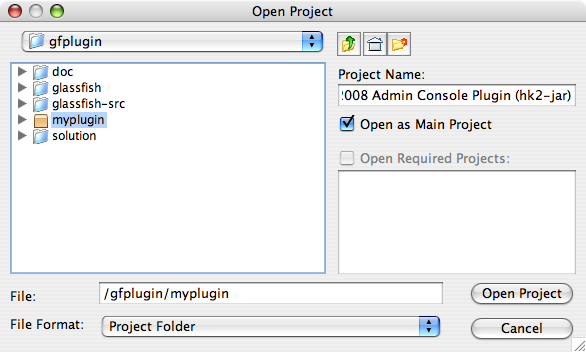 Open Project
gfplugin
doc
glassfish
glassfish-src
myplugin
solution
Project Name:
2008 Admin Console Plugin (hk2-jar)
Open as Main Project
Open Required Projects:
File:
/gfplugin/myplugin
Open Project
File Format:
Project Folder
Cancel